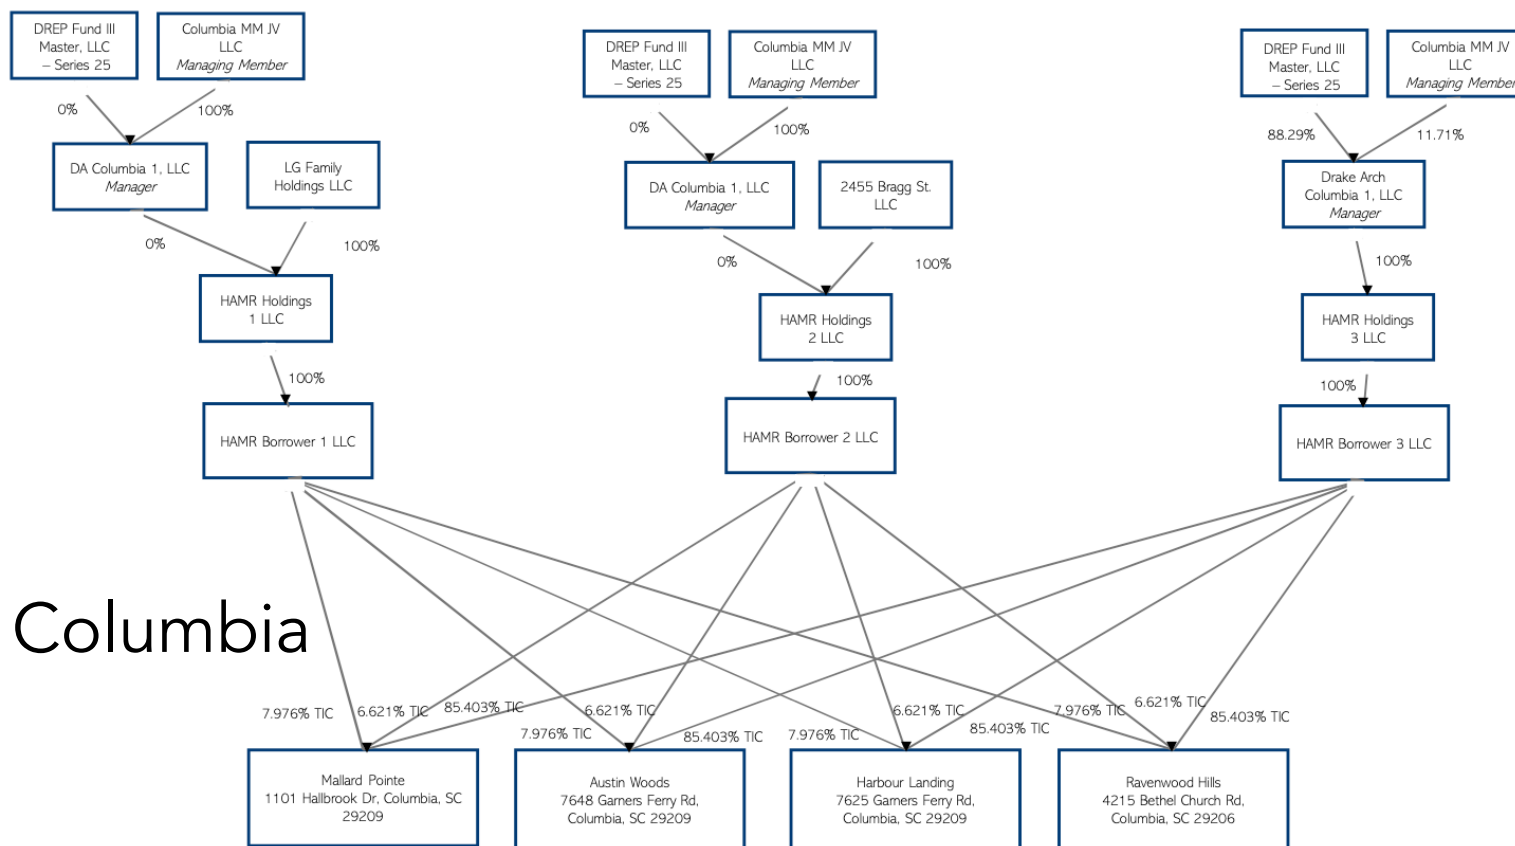 DREP Fund III
Master, LLC
– Series 25
Columbia MM JV
LLC
Managing Member
DREP Fund III
Master, LLC
– Series 25
Columbia MM JV
LLC
Managing Member
DREP Fund III
Master, LLC
– Series 25
Columbia MM JV
LLC
Managing Member
0%
100%
0%
100%
88.29%
11.71%
DA Columbia 1, LLC
Manager
LG Family
Holdings LLC
DA Columbia 1, LLC
Manager
2455 Bragg St.
LLC
Drake Arch
Columbia 1, LLC
Manager
0%
100%
0%
100%
100%
HAMR Holdings
1 LLC
HAMR Holdings
2 LLC
HAMR Holdings
3 LLC
100%
100%
100%
HAMR Borrower 1 LLC
HAMR Borrower 2 LLC
HAMR Borrower 3 LLC
Columbia
7.976% TIC
6.621% TIC
85.403% TIC
7.976% TIC
6.621% TIC
85.403% TIC
7.976% TIC
6.621% TIC
85.403% TIC
7.976% TIC
6.621% TIC
85.403% TIC
Mallard Pointe
1101 Hallbrook Dr, Columbia, SC
29209
Austin Woods
7648 Garners Ferry Rd,
Columbia, SC 29209
Harbour Landing
7625 Garners Ferry Rd,
Columbia, SC 29209
Ravenwood Hills
4215 Bethel Church Rd,
Columbia, SC 29206